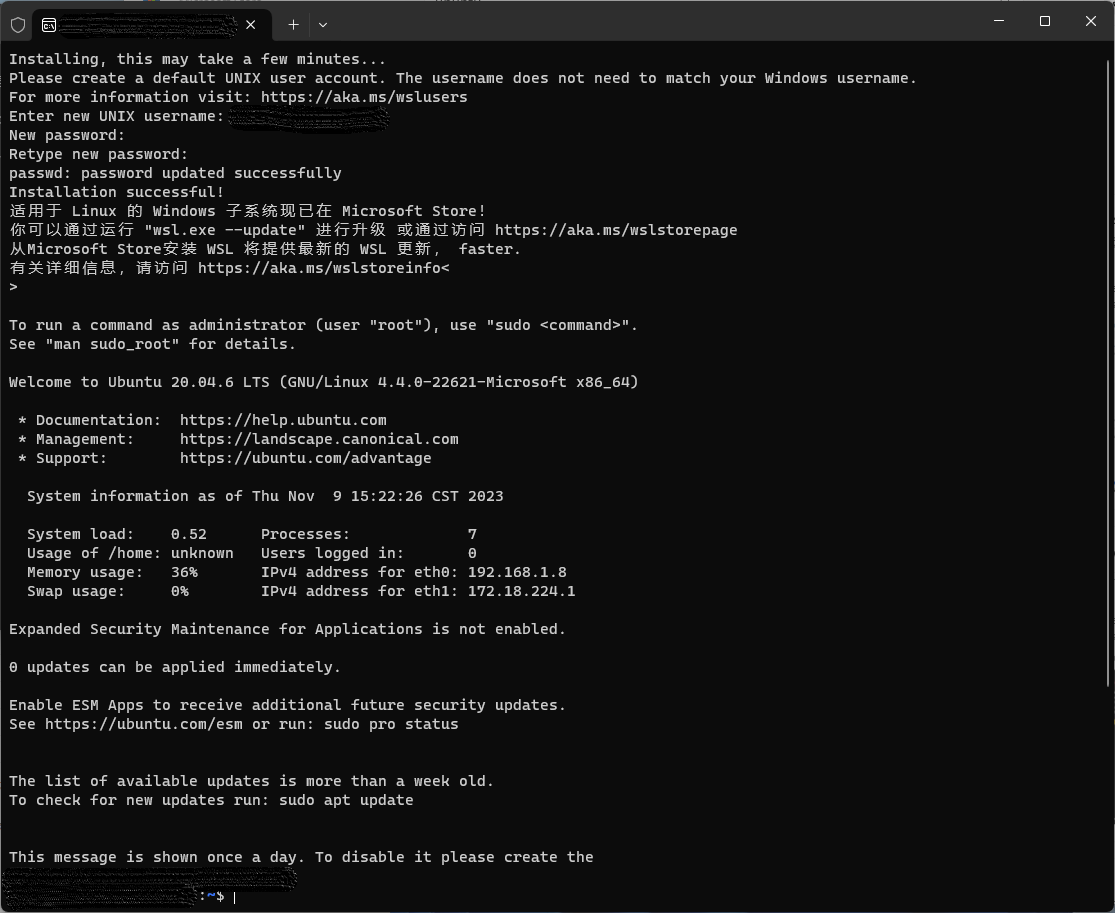 Installing, this may take a few minutes...
Please create a default UNIX user account. The username does not need to match your Windows username.
For more information visit: https://aka.ms/wslusers
Enter new UNIX username:
New password:
Retype new password:
passwd: password updated successfully
Installation successful!
适用于 Linux 的 Windows 子系统现已在 Microsoft Store!
你可以通过运行 "wsl.exe --update" 进行升级 或通过访问 https://aka.ms/wslstorepage
从Microsoft Store安装 WSL 将提供最新的 WSL 更新， faster.
有关详细信息，请访问 https://aka.ms/wslstoreinfo<
>
To run a command as administrator (user "root"), use "sudo <command>".
See "man sudo_root" for details.
Welcome to Ubuntu 20.04.6 LTS (GNU/Linux 4.4.0-22621-Microsoft x86_64)
* Documentation:  https://help.ubuntu.com
* Management:     https://landscape.canonical.com
* Support:        https://ubuntu.com/advantage
System information as of Thu Nov  9 15:22:26 CST 2023
System load:    0.52      Processes:             7
Usage of /home: unknown   Users logged in:       0
Memory usage:   36%       IPv4 address for eth0: 192.168.1.8
Swap usage:     0%        IPv4 address for eth1: 172.18.224.1
Expanded Security Maintenance for Applications is not enabled.
0 updates can be applied immediately.
Enable ESM Apps to receive additional future security updates.
See https://ubuntu.com/esm or run: sudo pro status
The list of available updates is more than a week old.
To check for new updates run: sudo apt update
This message is shown once a day. To disable it please create the
:~$